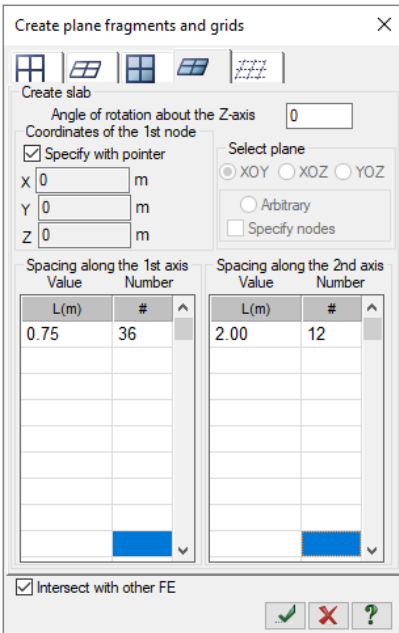 Create plane fragments and grids
Create slab
Angle of rotation about the Z-axis 0
Coordinates of the 1st node
Specify with pointer
X 0 m
Y 0 m
Z 0 m
Select plane
XOY XOZ YOZ
Arbitrary
Specify nodes
Spacing along the 1st axis
Value Number
L(m) #
0.75 36
Spacing along the 2nd axis
Value Number
L(m) #
2.00 12
Intersect with other FE
?